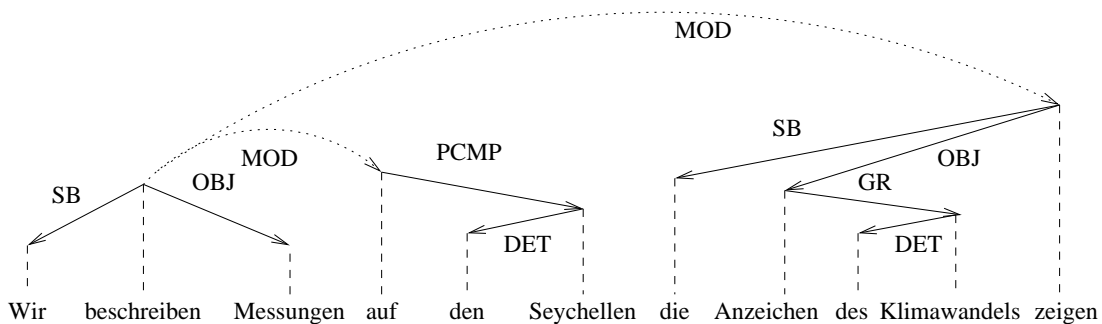 MOD
SB
PCMP
OBJ
MOD
OBJ
GR
SB
DET
DET
Wir beschreiben Messungen auf den Seychellen die Anzeichen des Klimawandels zeigen